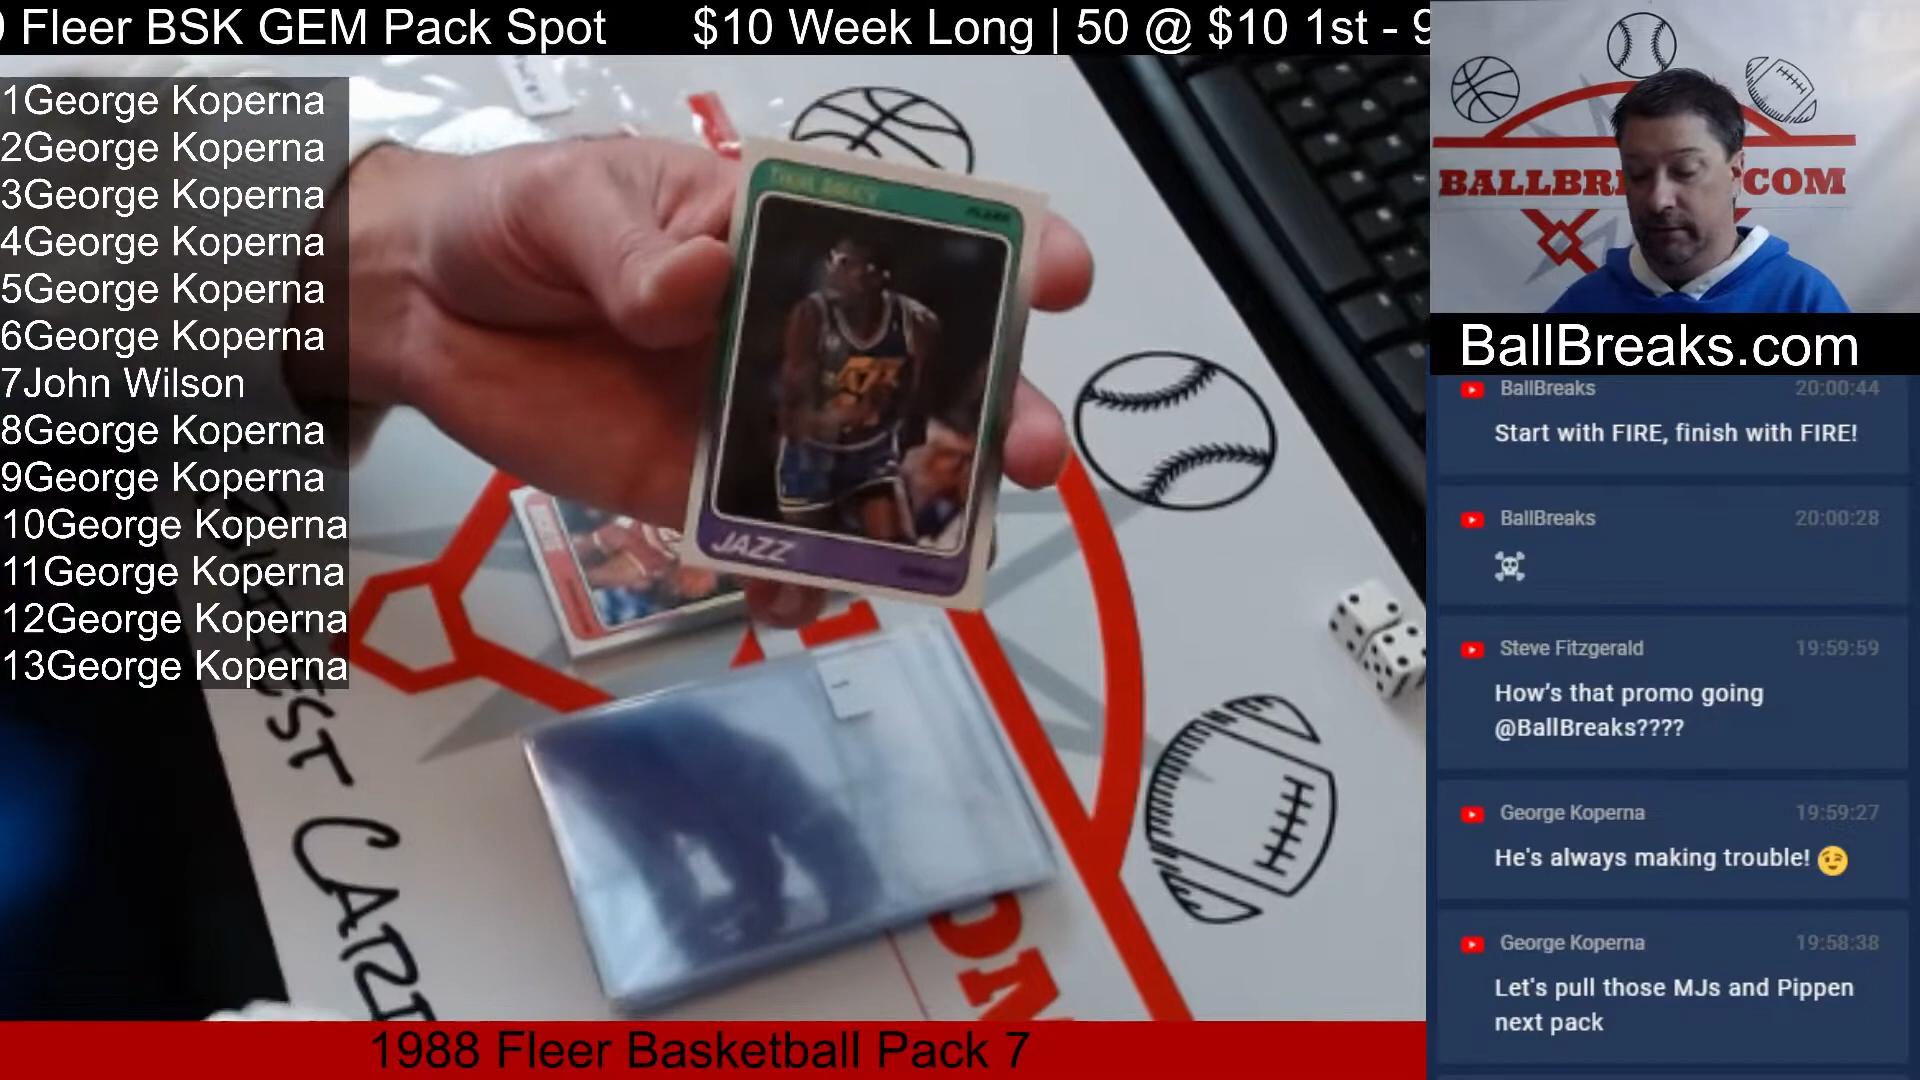 Fleer BSK GEM Pack Spot $10 Week Long | 50 @ $10 1st - 9
1George Koperna
2George Koperna
3George Koperna
4George Koperna
5George Koperna
6George Koperna
7John Wilson
8George Koperna
9George Koperna
10George Koperna
11George Koperna
12George Koperna
13George Koperna
JAZZ
1988 Fleer Basketball Pack 7
BallBreaks.com
BallBreaks 20:00:44
Start with FIRE, finish with FIRE!
BallBreaks 20:00:28
Steve Fitzgerald 19:59:59
How's that promo going
@BallBreaks????
George Koperna 19:59:27
He's always making trouble! 😉
George Koperna 19:58:38
Let's pull those MJs and Pippen
next pack